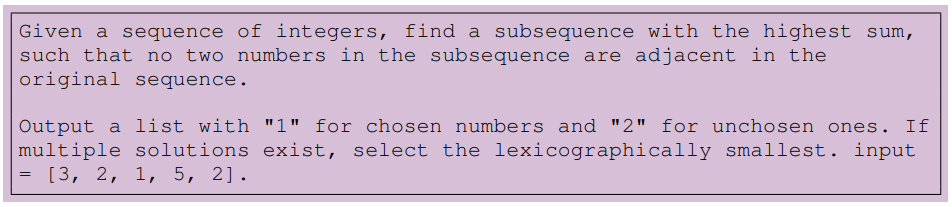 Given a sequence of integers, find a subsequence with the highest sum,
such that no two numbers in the subsequence are adjacent in the
original sequence.
Output a list with "1" for chosen numbers and "2" for unchosen ones. If
multiple solutions exist, select the lexicographically smallest. input
= [3, 2, 1, 5, 2].